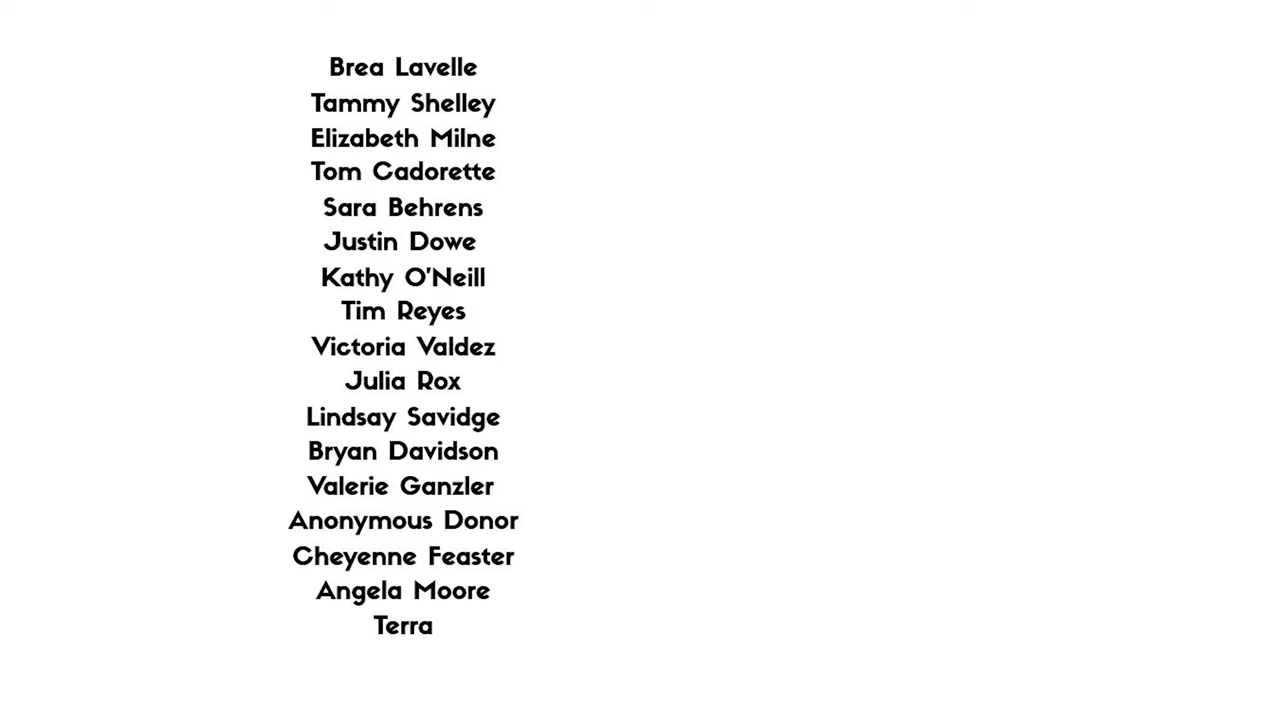 Brea Lavelle
Tammy Shelley
Elizabeth Milne
Tom Cadorette
Sara Behrens
Justin Dowe
Kathy O'Neill
Tim Reyes
Victoria Valdez
Julia Rox
Lindsay Savidge
Bryan Davidson
Valerie Ganzler
Anonymous Donor
Cheyenne Feaster
Angela Moore
Terra